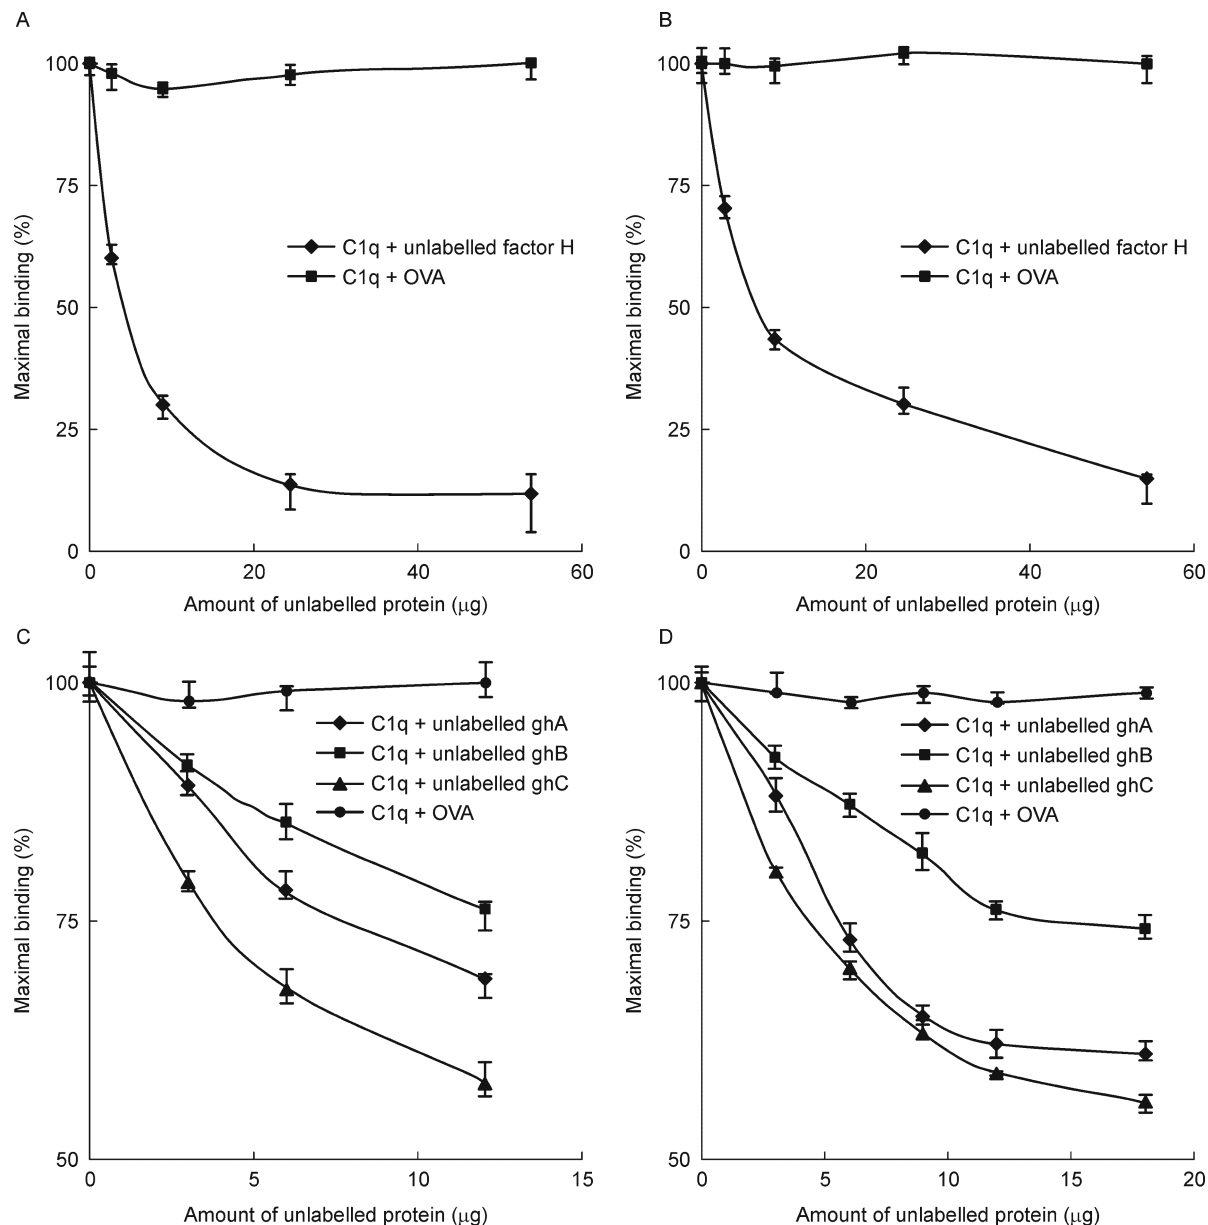 A
100
75
50
25
0
Maximal binding (%)
C1q + unlabelled factor H
C1q + OVA
0 20 40 60
Amount of unlabelled protein (μg)
B
100
75
50
25
0
Maximal binding (%)
C1q + unlabelled factor H
C1q + OVA
0 20 40 60
Amount of unlabelled protein (μg)
C
100
75
50
Maximal binding (%)
C1q + unlabelled ghA
C1q + unlabelled ghB
C1q + unlabelled ghC
C1q + OVA
0 5 10 15
Amount of unlabelled protein (μg)
D
100
75
50
Maximal binding (%)
C1q + unlabelled ghA
C1q + unlabelled ghB
C1q + unlabelled ghC
C1q + OVA
0 5 10 15 20
Amount of unlabelled protein (μg)